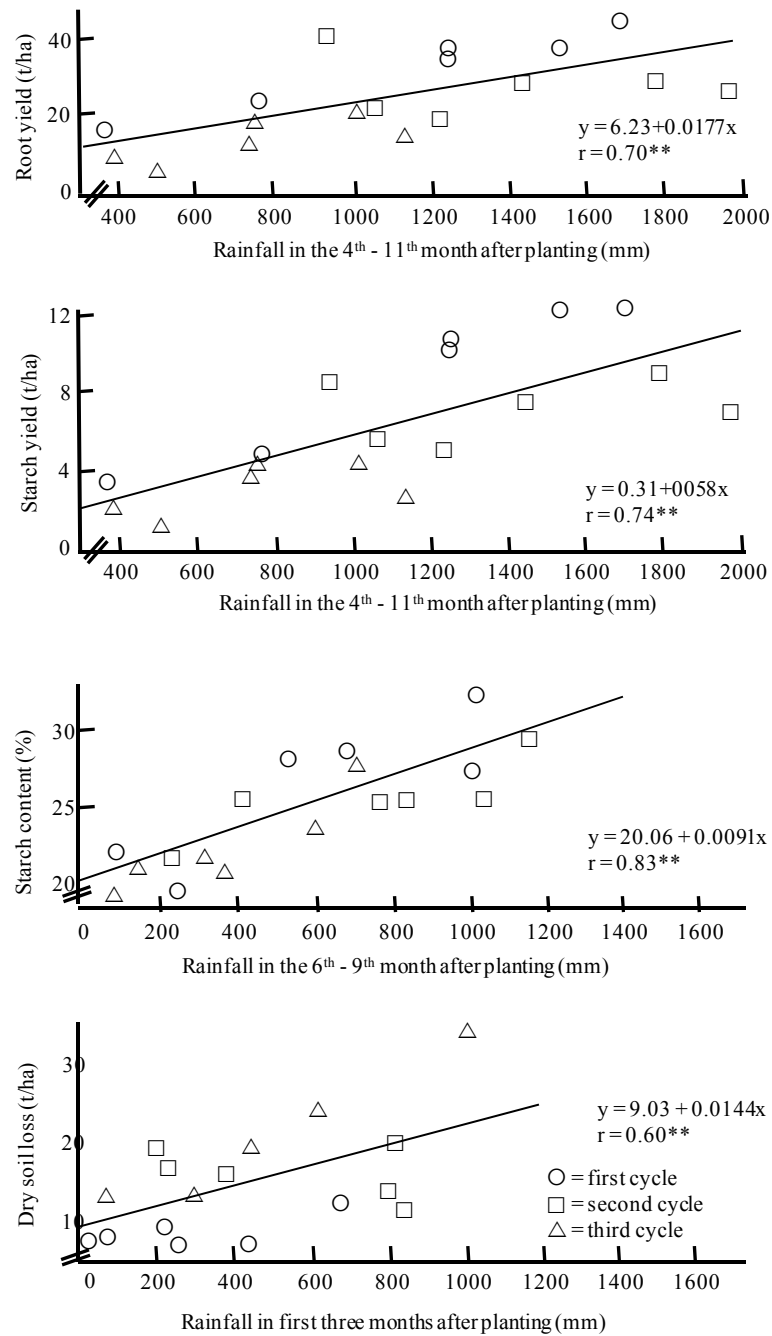 40
20
0
Root yield (t/ha)
y = 6.23+0.0177x
r = 0.70**
400 600 800 1000 1200 1400 1600 1800 2000
Rainfall in the 4th - 11th month after planting (mm)
12
8
4
0
Starch yield (t/ha)
y = 0.31+0058x
r = 0.74**
400 600 800 1000 1200 1400 1600 1800 2000
Rainfall in the 4th - 11th month after planting (mm)
30
25
20
Starch content (%)
y = 20.06 + 0.0091x
r = 0.83**
0 200 400 600 800 1000 1200 1400 1600
Rainfall in the 6th - 9th month after planting (mm)
30
20
10
Dry soil loss (t/ha)
y = 9.03 + 0.0144x
r = 0.60**
= first cycle
= second cycle
= third cycle
0 200 400 600 800 1000 1200 1400 1600
Rainfall in first three months after planting (mm)